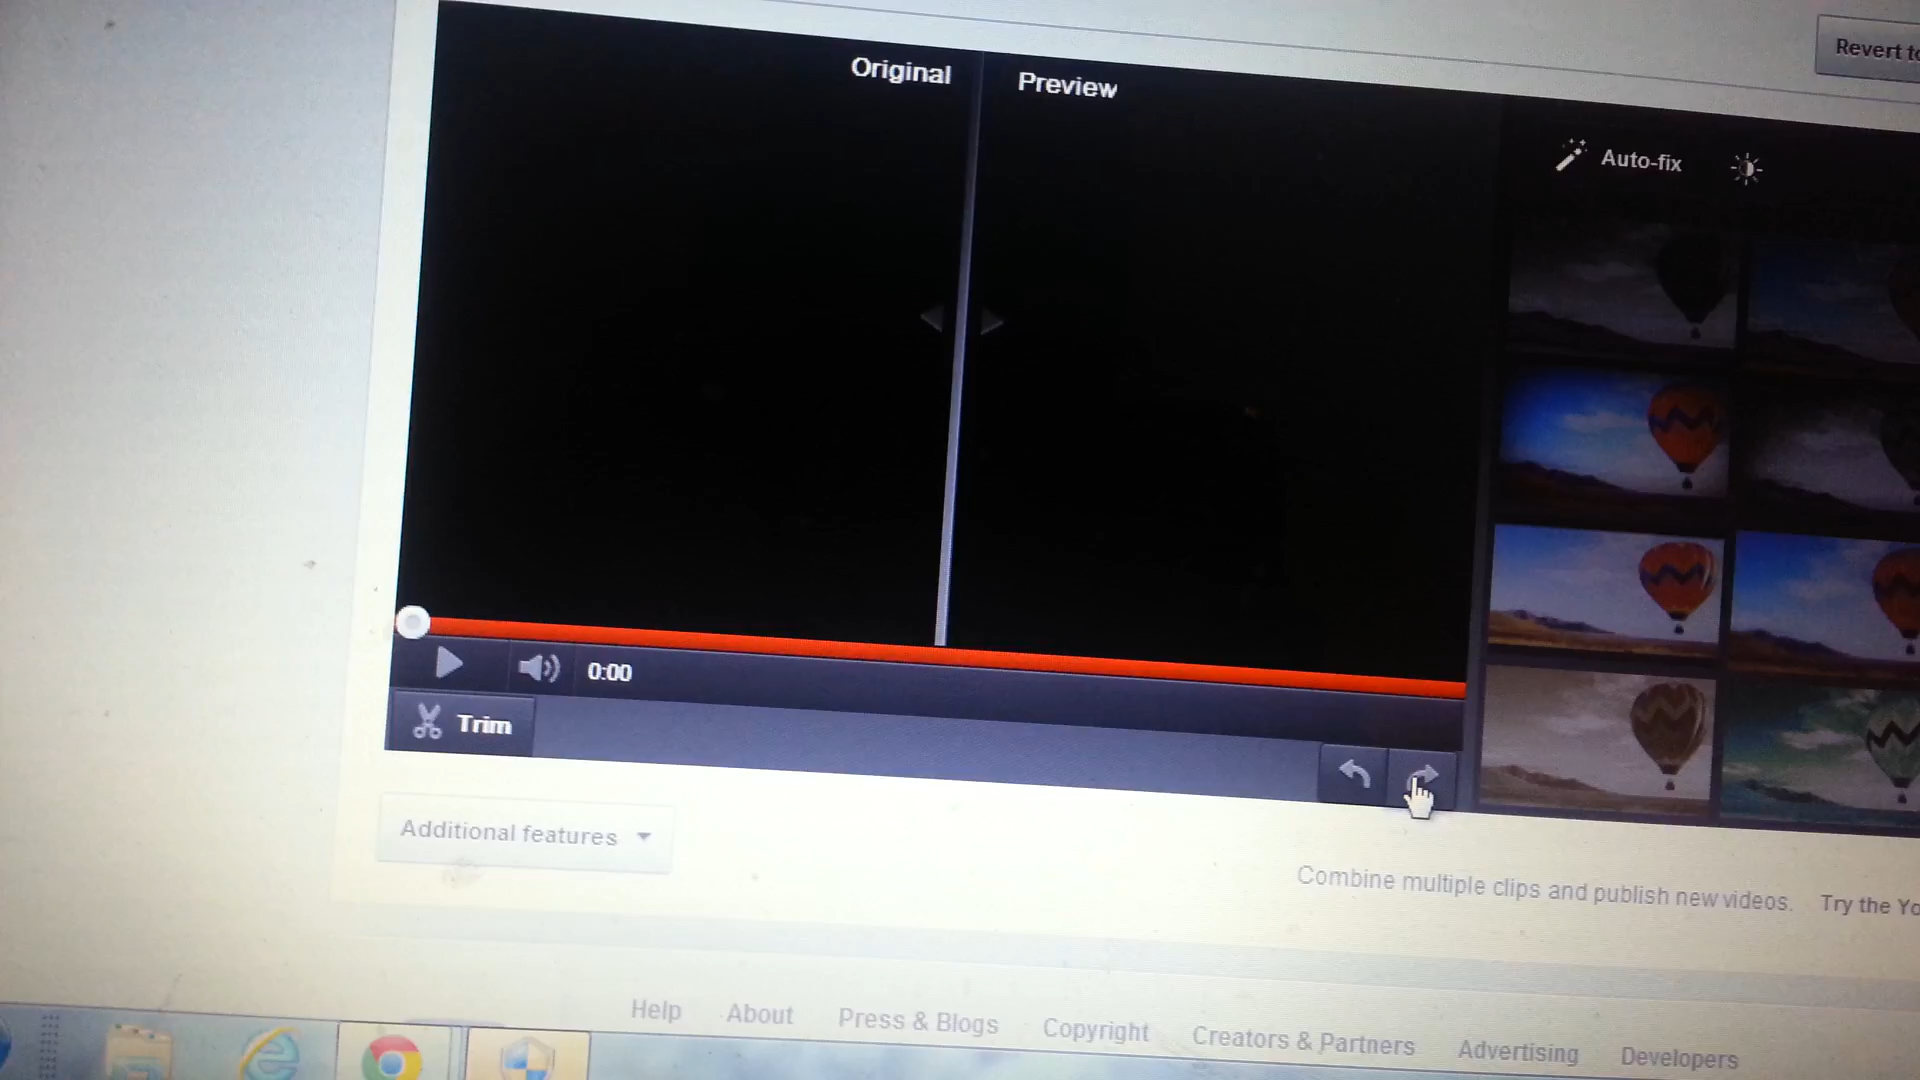 Revert to
Original
Preview
Auto-fix
0:00
Trim
Additional features
Combine multiple clips and publish new videos. Try the Yo
Help About Press & Blogs Copyright Creators & Partners Advertising Developers